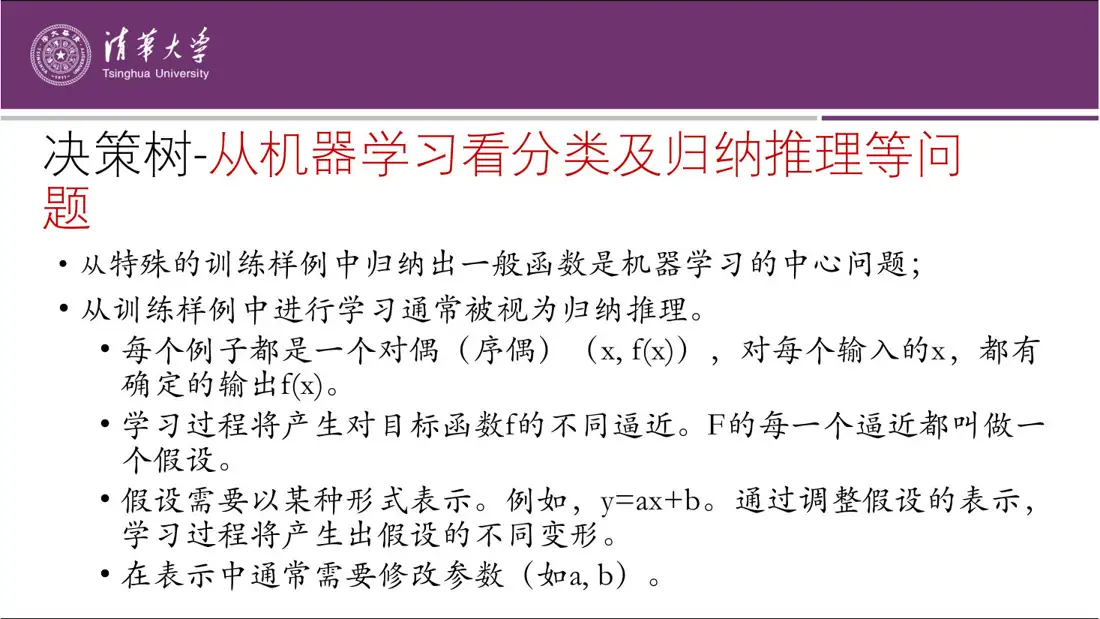 清华大学
Tsinghua University
决策树-从机器学习看分类及归纳推理等问
题
• 从特殊的训练样例中归纳出一般函数是机器学习的中心问题；
• 从训练样例中进行学习通常被视为归纳推理。
• 每个例子都是一个对偶（序偶）（x, f(x)），对每个输入的x，都有
确定的输出f(x)。
• 学习过程将产生对目标函数f的不同逼近。F的每一个逼近都叫做一
个假设。
• 假设需要以某种形式表示。例如，y=ax+b。通过调整假设的表示，
学习过程将产生出假设的不同变形。
• 在表示中通常需要修改参数（如a, b）。